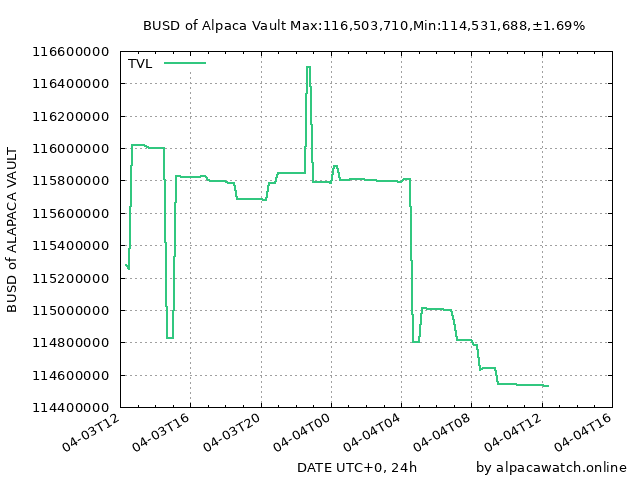 BUSD of Alpaca Vault Max:116,503,710,Min:114,531,688,±1.69%
116600000
TVL
116400000
116200000
116000000
115800000
115600000
115400000
115200000
115000000
114800000
114600000
114400000
BUSD of ALAPACA VAULT
04-03T12
04-03T16
04-03T20
04-04T00
04-04T04
04-04T08
04-04T12
04-04T16
DATE UTC+0, 24h
by alpacawatch.online